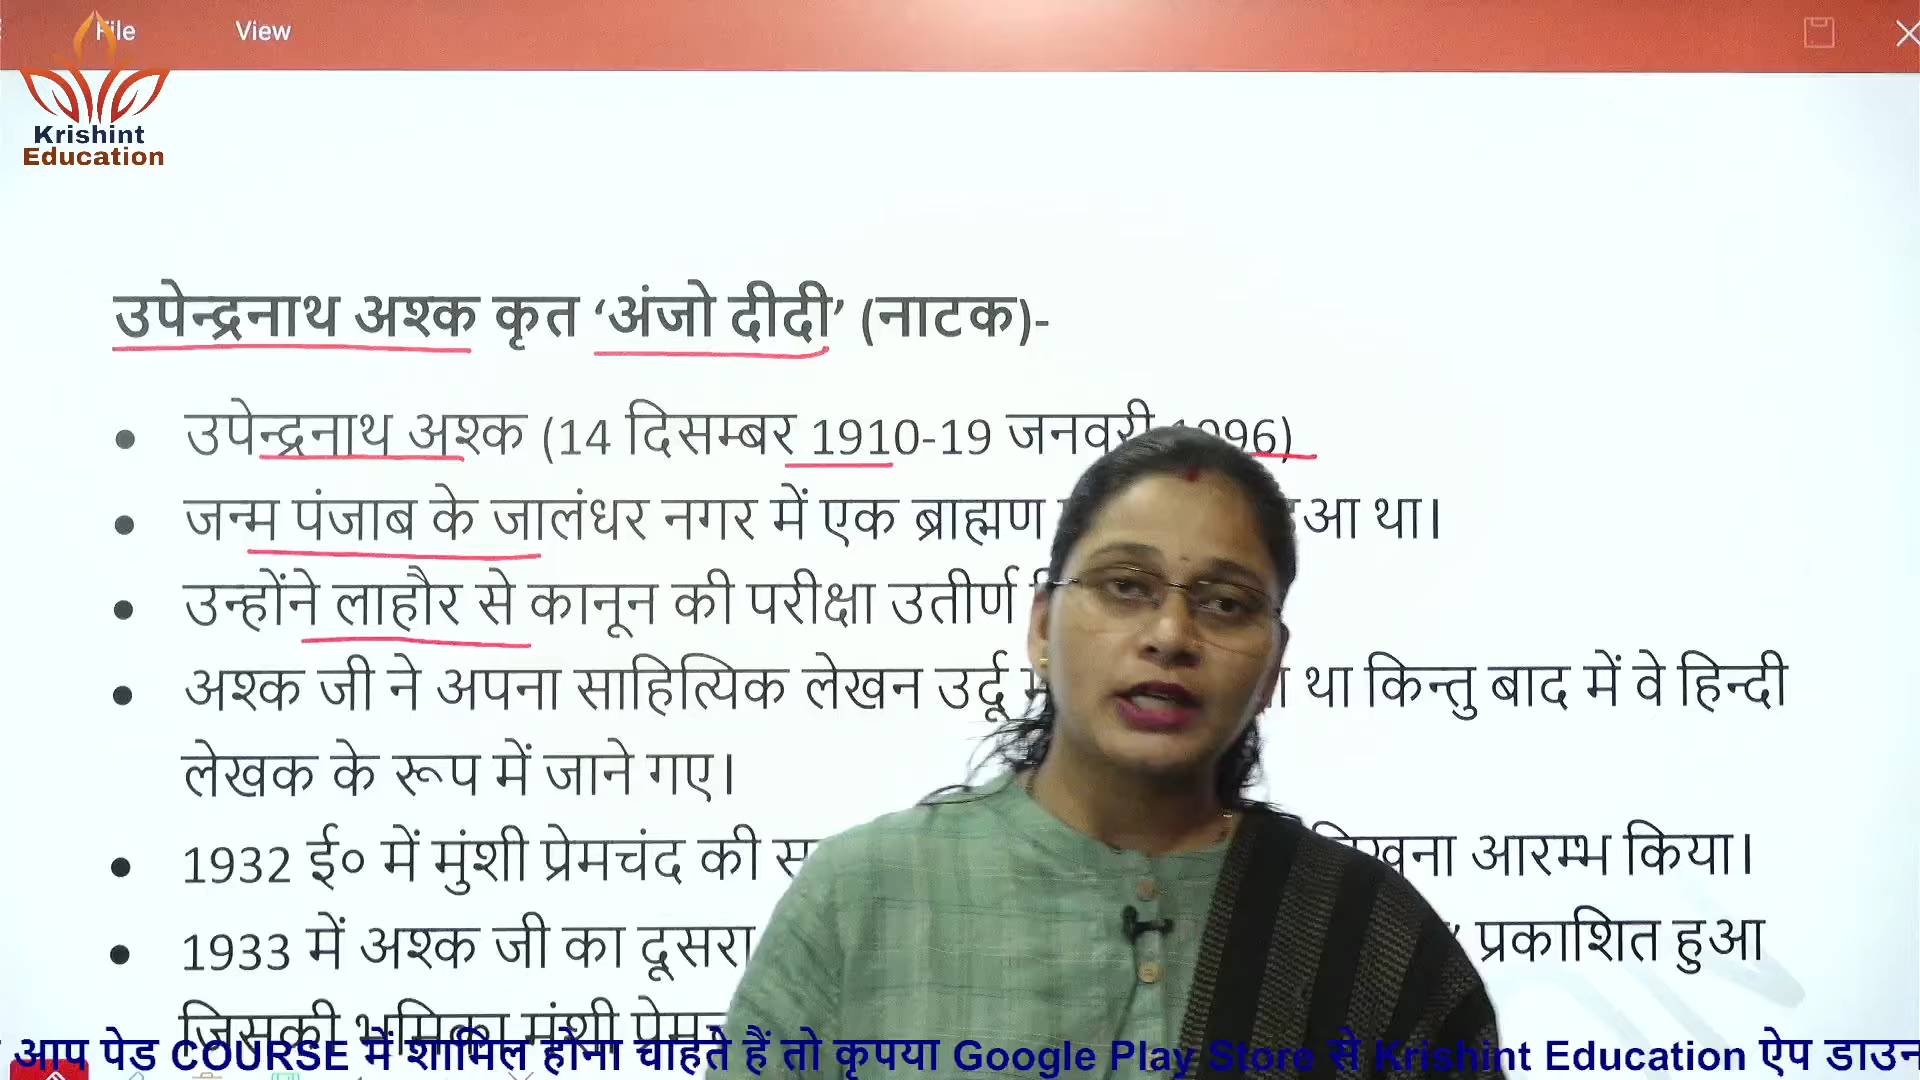 File View
Krishint
Education
उपेन्द्रनाथ अश्क कृत ‘अंजो दीदी’ (नाटक)-
• उपेन्द्रनाथ अश्क (14 दिसम्बर 1910-19 जनवरी 1996)
• जन्म पंजाब के जालंधर नगर में एक ब्राह्मण आ था।
• उन्होंने लाहौर से कानून की परीक्षा उतीर्ण
• अश्क जी ने अपना साहित्यिक लेखन उर्दू था किन्तु बाद में वे हिन्दी
लेखक के रूप में जाने गए।
• 1932 ई० में मुंशी प्रेमचंद की आरम्भ किया।
• 1933 में अश्क जी का दूसरा ’ प्रकाशित हुआ
जिसकी भूमिका मुंशी
आप पेड COURSE में शामिल होना चाहते हैं तो कृपया Google Play Store से Krishint Education ऐप डाउन